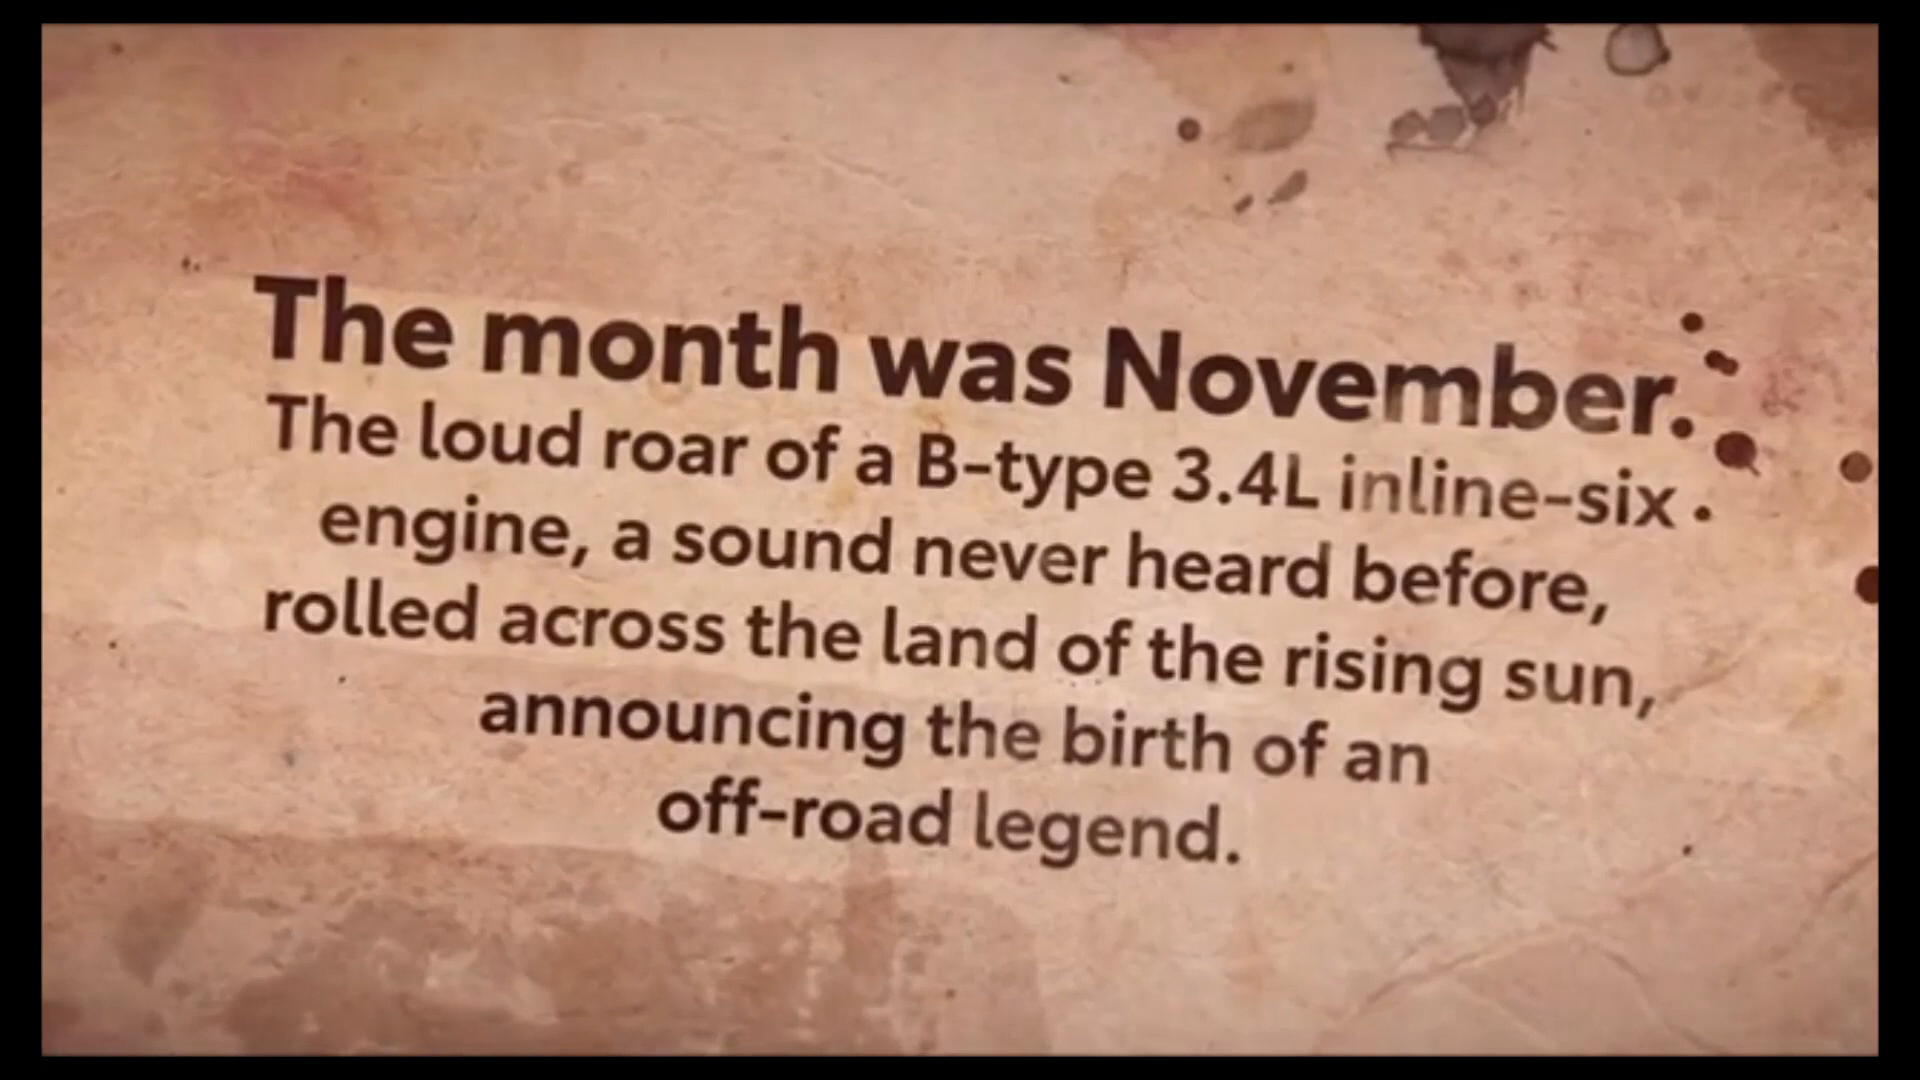 The month was November.
The loud roar of a B-type 3.4L inline-six
engine, a sound never heard before,
rolled across the land of the rising sun,
announcing the birth of an
off-road legend.